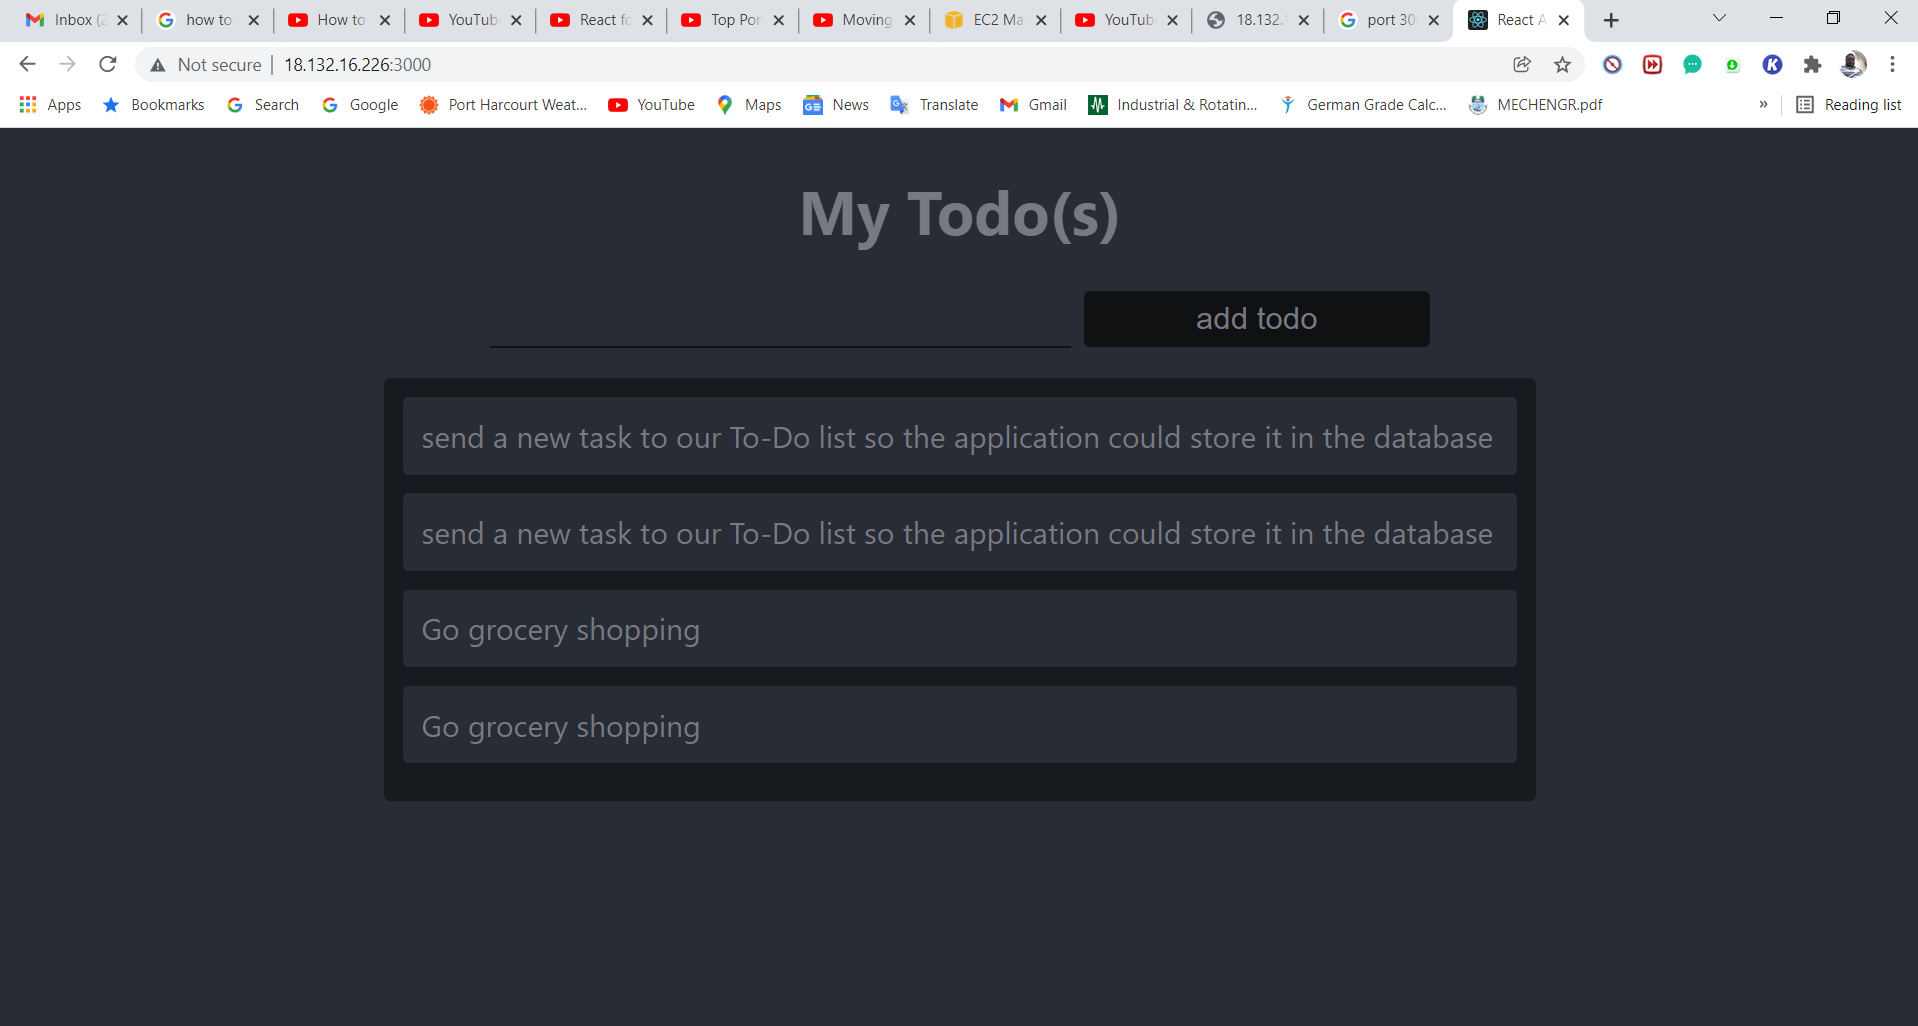 Inbox (2
how to
How to
YouTub
React fo
Top Por
Moving
EC2 Ma
YouTub
18.132.
port 30
React A
Not secure 18.132.16.226:3000
Apps
Bookmarks
Search
Google
Port Harcourt Weat...
YouTube
Maps
News
Translate
Gmail
Industrial & Rotatin...
German Grade Calc...
MECHENGR.pdf
»
Reading list
My Todo(s)
add todo
send a new task to our To-Do list so the application could store it in the database
send a new task to our To-Do list so the application could store it in the database
Go grocery shopping
Go grocery shopping